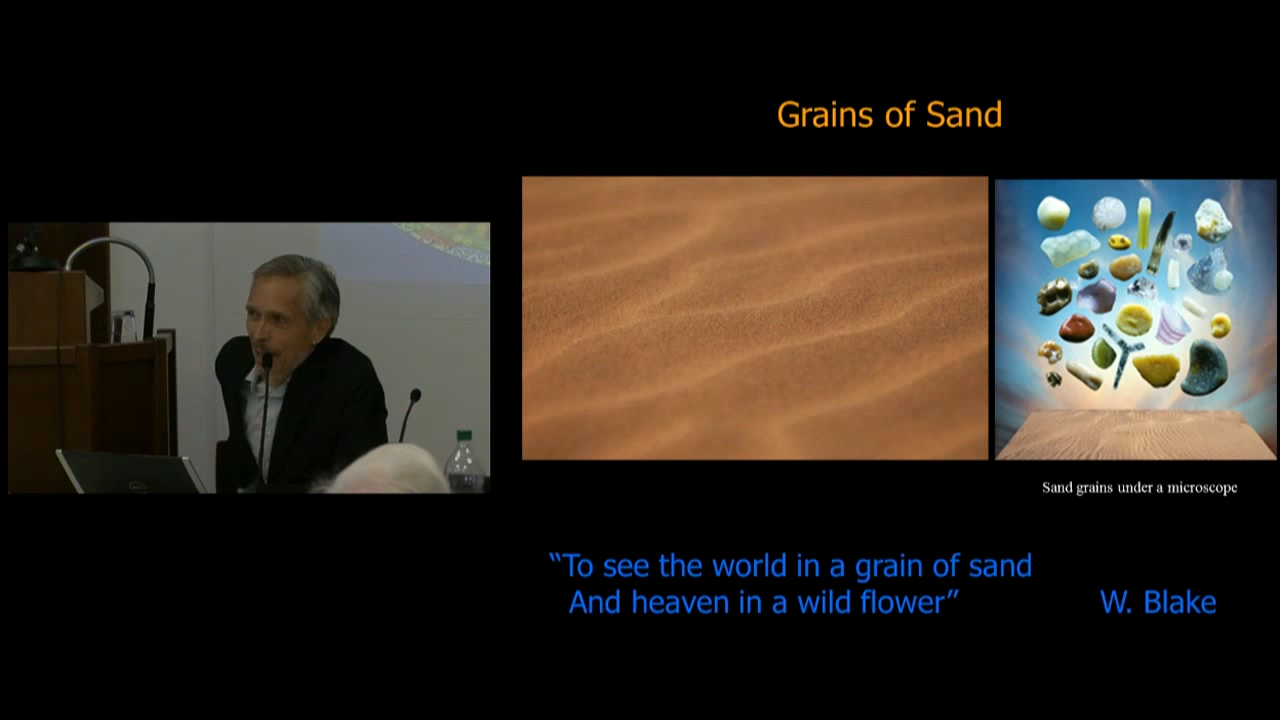 Grains of Sand
Sand grains under a microscope
“To see the world in a grain of sand
And heaven in a wild flower”
W. Blake